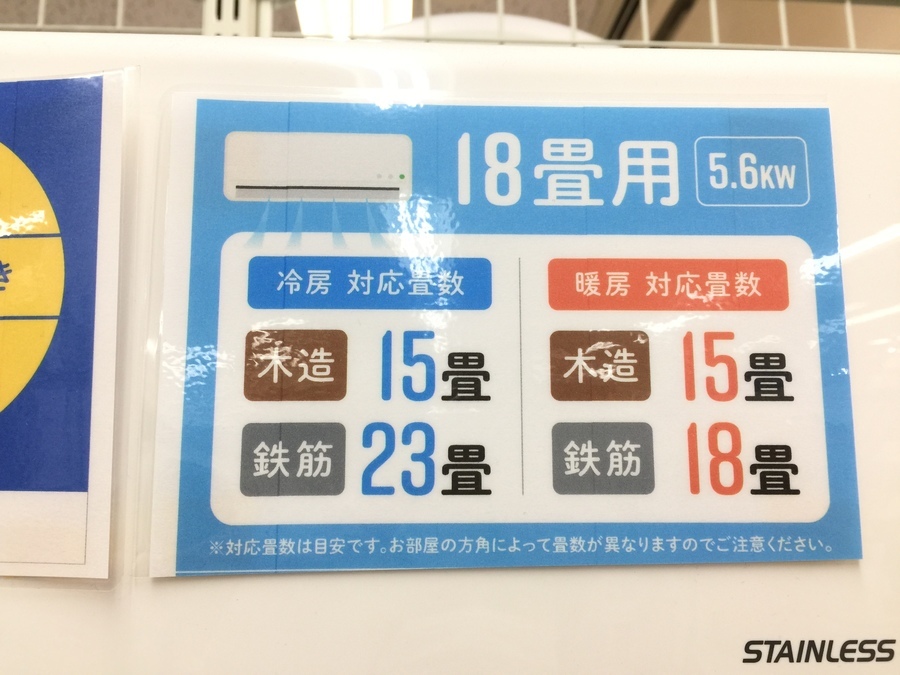 18畳用 5.6KW
冷房 対応畳数
木造 15畳
鉄筋 23畳
暖房 対応畳数
木造 15畳
鉄筋 18畳
※対応畳数は目安です。お部屋の方角によって畳数が異なりますのでご注意ください。
き
STAINLESS